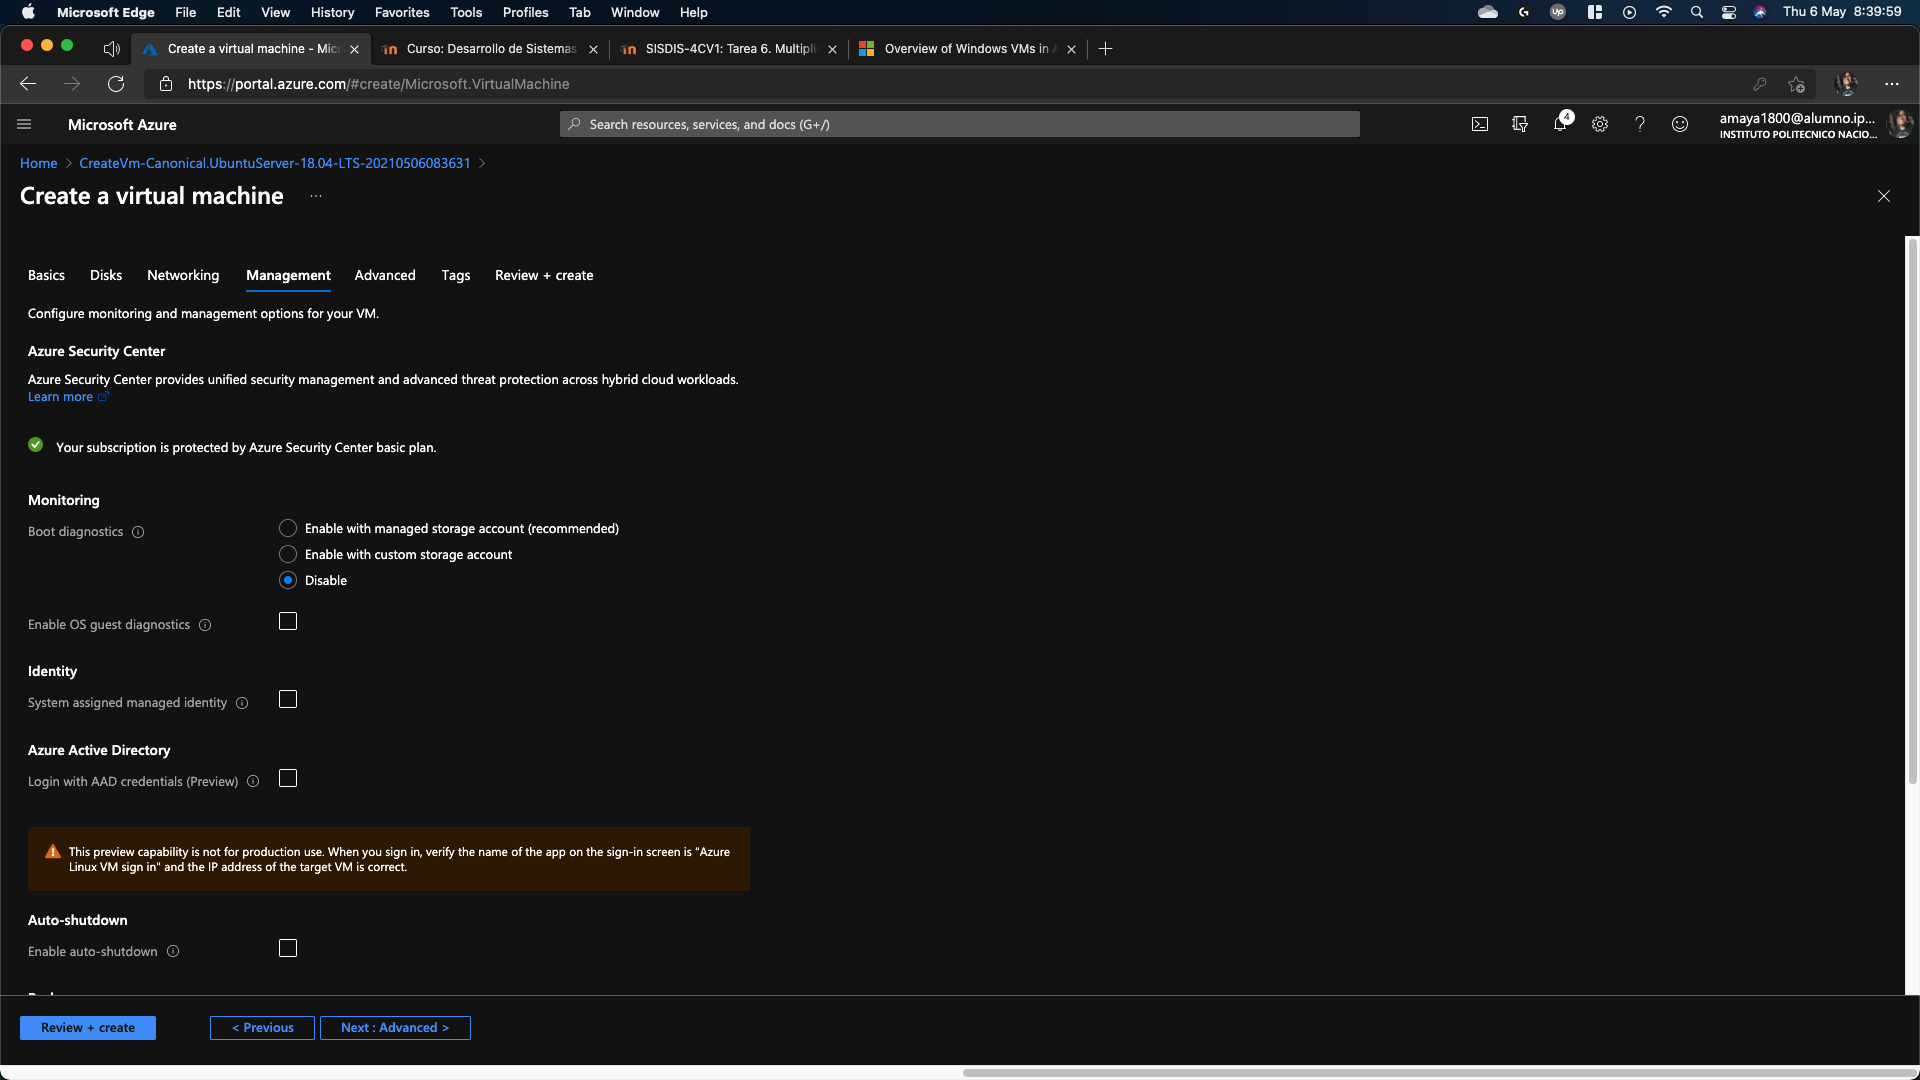 Microsoft Edge File Edit View History Favorites Tools Profiles Tab Window Help Thu 6 May 8:39:59
Create a virtual machine - Mic Curso: Desarrollo de Sistemas SISDIS-4CV1: Tarea 6. Multipli Overview of Windows VMs in A
https://portal.azure.com/#create/Microsoft.VirtualMachine
Microsoft Azure
Search resources, services, and docs (G+/)
4
amaya1800@alumno.ip...
INSTITUTO POLITECNICO NACIO...
Home > CreateVm-Canonical.UbuntuServer-18.04-LTS-20210506083631 >
Create a virtual machine ...
Basics Disks Networking Management Advanced Tags Review + create
Configure monitoring and management options for your VM.
Azure Security Center
Azure Security Center provides unified security management and advanced threat protection across hybrid cloud workloads.
Learn more
Your subscription is protected by Azure Security Center basic plan.
Monitoring
Boot diagnostics
Enable with managed storage account (recommended)
Enable with custom storage account
Disable
Enable OS guest diagnostics
Identity
System assigned managed identity
Azure Active Directory
Login with AAD credentials (Preview)
This preview capability is not for production use. When you sign in, verify the name of the app on the sign-in screen is "Azure
Linux VM sign in" and the IP address of the target VM is correct.
Auto-shutdown
Enable auto-shutdown
Review + create < Previous Next : Advanced >